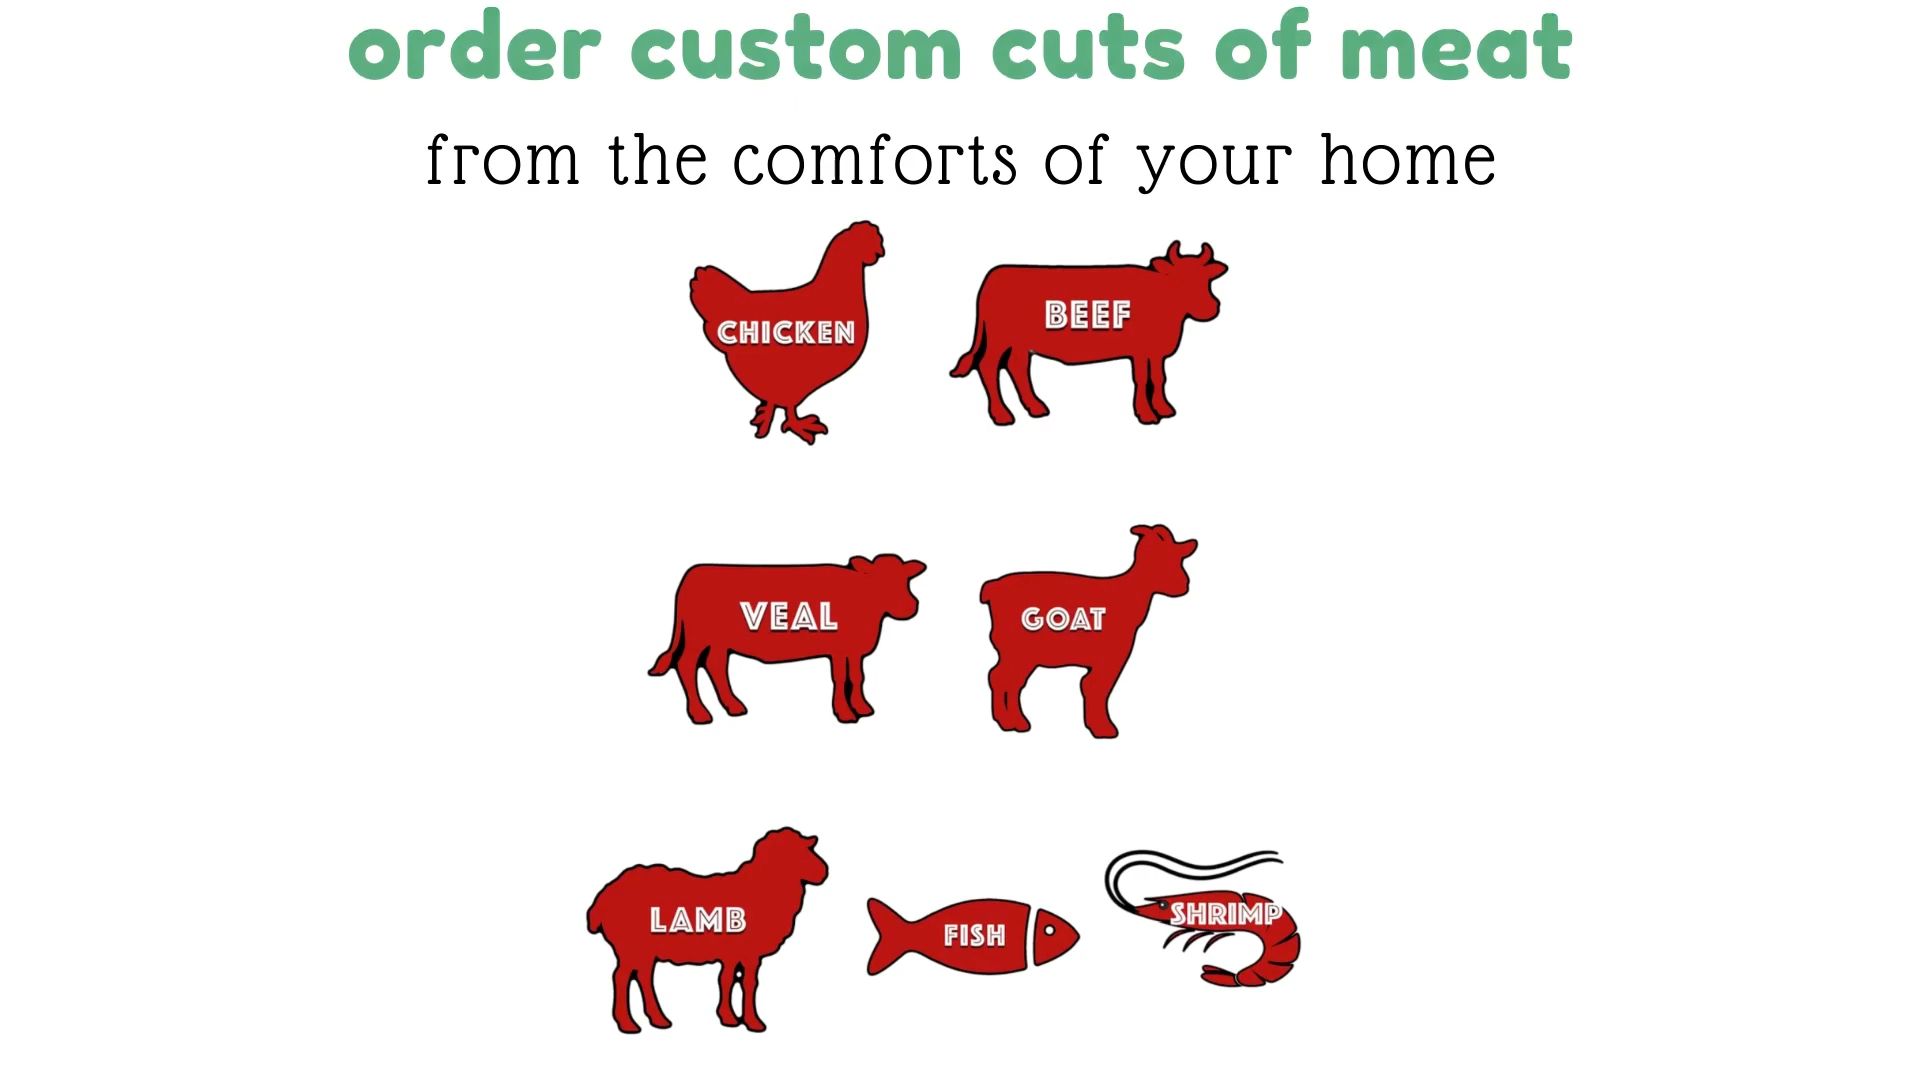 order custom cuts of meat
from the comforts of your home
CHICKEN
BEEF
VEAL
GOAT
LAMB
FISH
SHRIMP